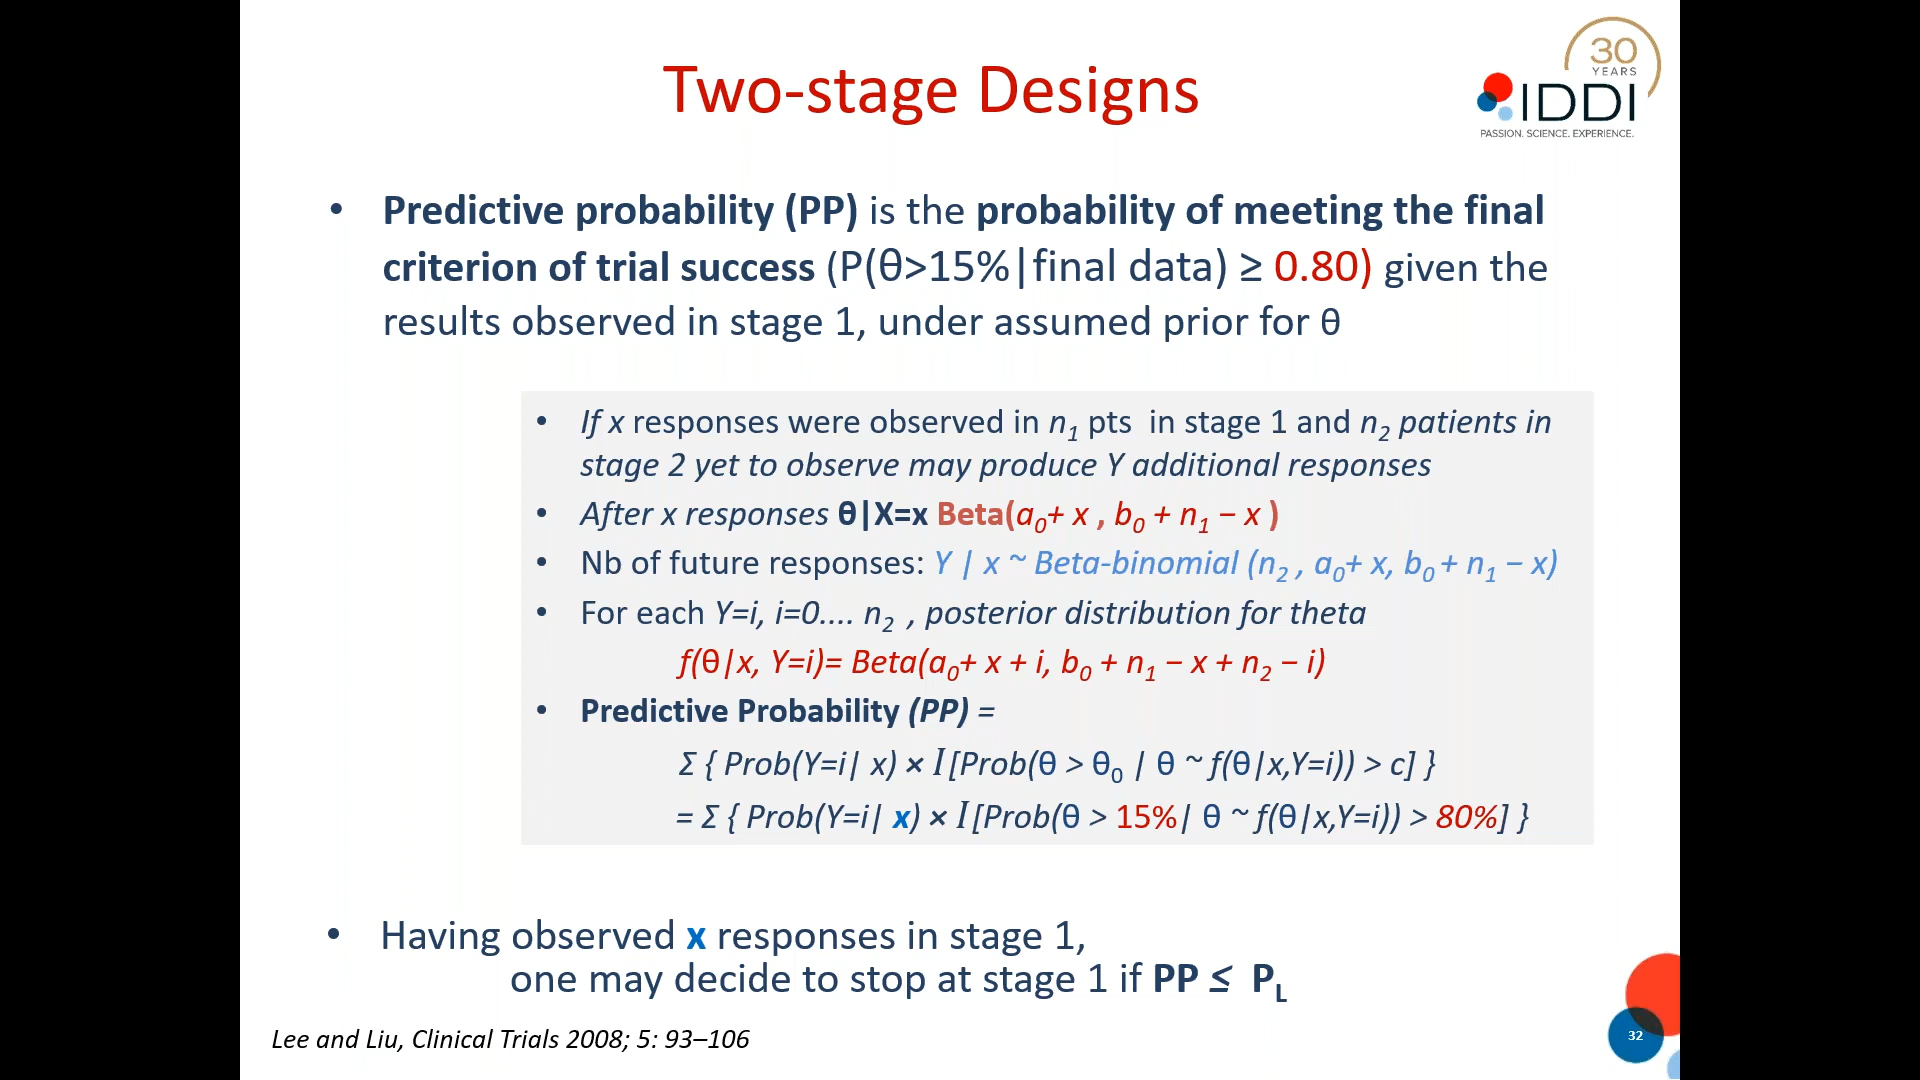 Two-stage Designs
30
YEARS
IDDI
PASSION. SCIENCE. EXPERIENCE.
• Predictive probability (PP) is the probability of meeting the final
criterion of trial success (P(θ>15%|final data) ≥ 0.80) given the
results observed in stage 1, under assumed prior for θ
• If x responses were observed in n₁ pts in stage 1 and n₂ patients in
stage 2 yet to observe may produce Y additional responses
• After x responses θ|X=x Beta(a₀+ x , b₀ + n₁ − x )
• Nb of future responses: Y | x ~ Beta-binomial (n₂ , a₀+ x, b₀ + n₁ − x)
• For each Y=i, i=0.... n₂ , posterior distribution for theta
f(θ|x, Y=i)= Beta(a₀+ x + i, b₀ + n₁ − x + n₂ − i)
• Predictive Probability (PP) =
Σ { Prob(Y=i| x) × I [Prob(θ > θ₀ | θ ~ f(θ|x,Y=i)) > c] }
= Σ { Prob(Y=i| x) × I [Prob(θ > 15%| θ ~ f(θ|x,Y=i)) > 80%] }
• Having observed x responses in stage 1,
one may decide to stop at stage 1 if PP ≤ P_L
Lee and Liu, Clinical Trials 2008; 5: 93–106
32